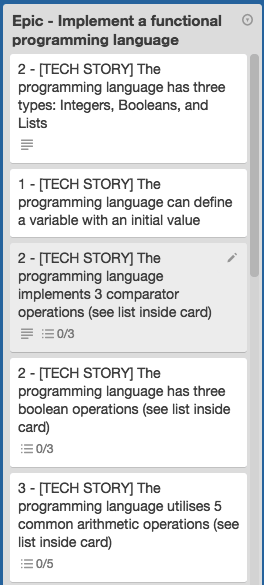 Epic - Implement a functional
programming language
2 - [TECH STORY] The
programming language has three
types: Integers, Booleans, and
Lists
1 - [TECH STORY] The
programming language can define
a variable with an initial value
2 - [TECH STORY] The
programming language
implements 3 comparator
operations (see list inside card)
0/3
2 - [TECH STORY] The
programming language has three
boolean operations (see list inside
card)
0/3
3 - [TECH STORY] The
programming language utilises 5
common arithmetic operations (see
list inside card)
0/5